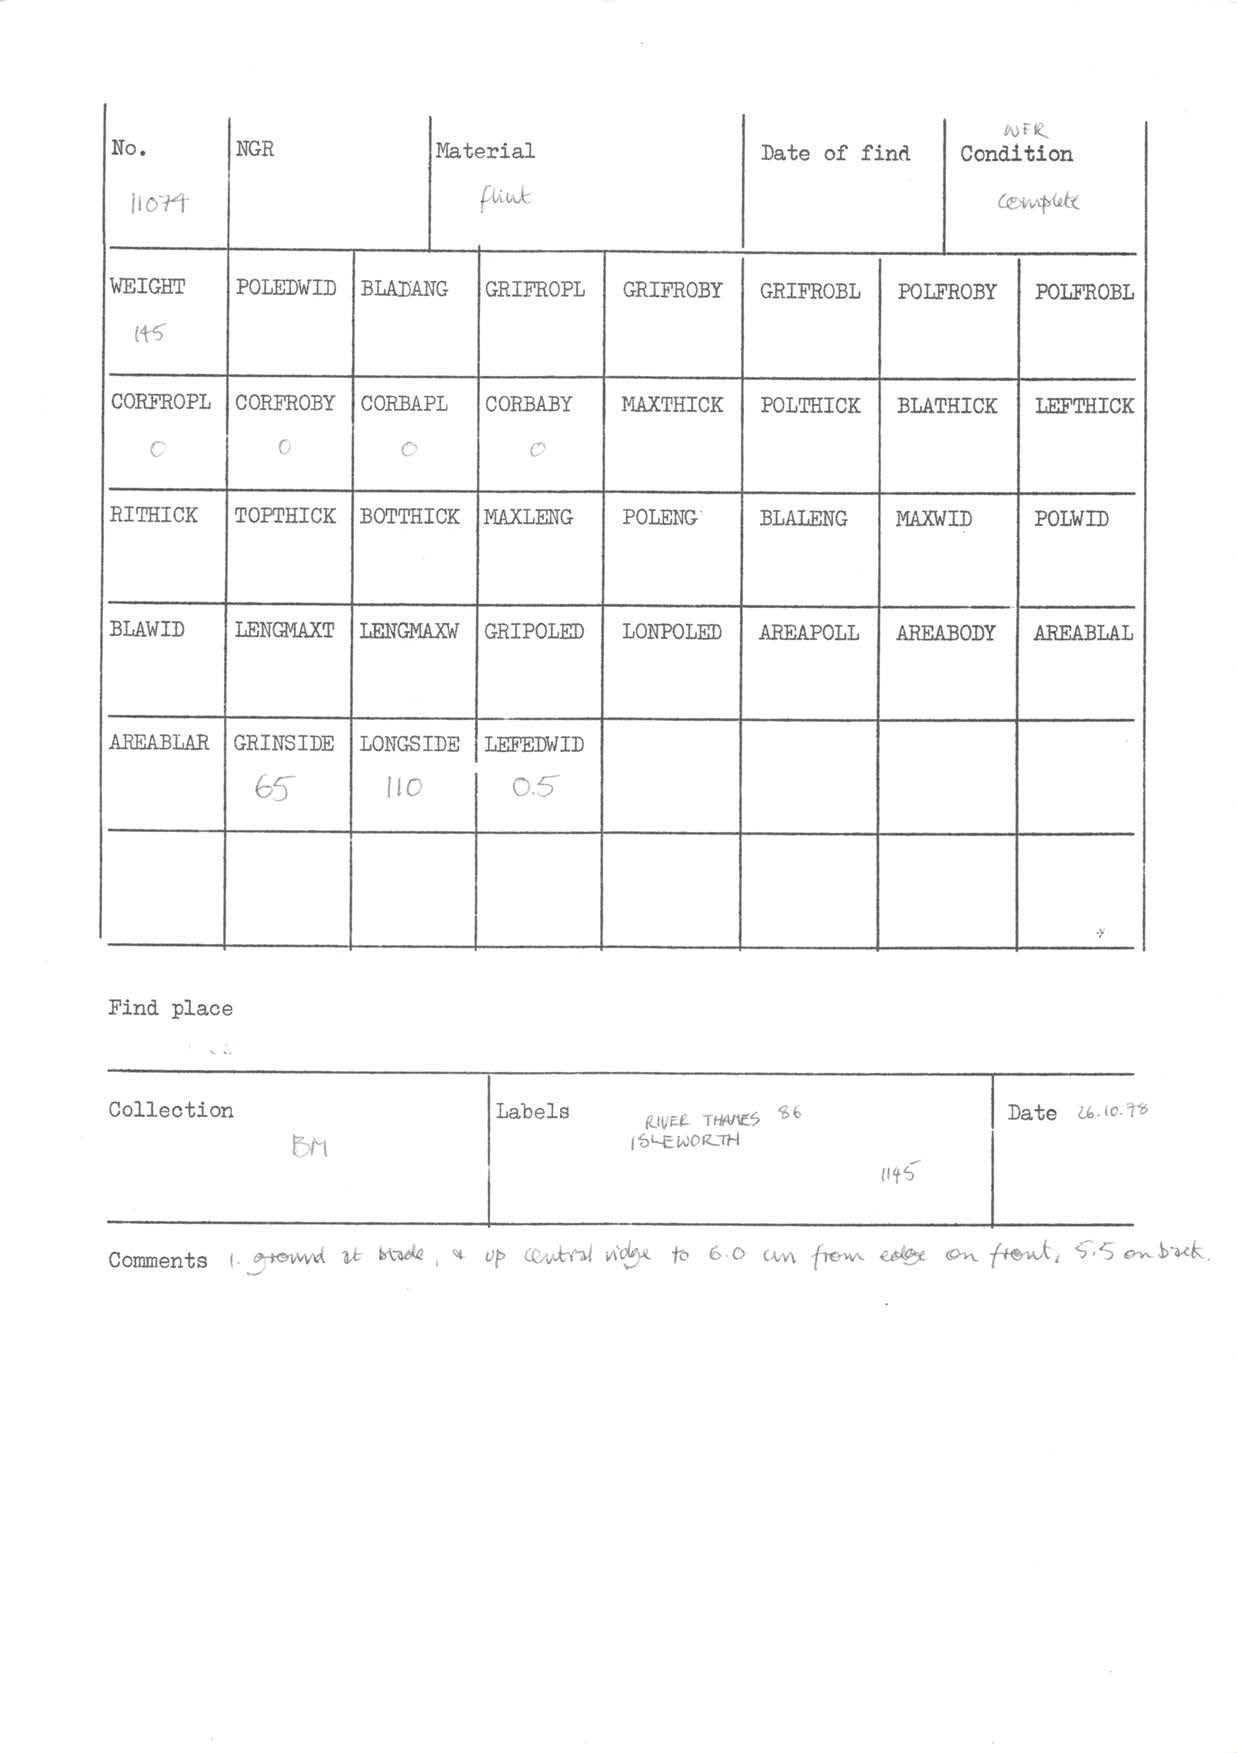 WFR
No. NGR Material Date of find Condition
11074 flint complete
WEIGHT POLEDWID BLADANG GRIFROPL GRIFROBY GRIFROBL POLFROBY POLFROBL
145
CORFROPL CORFROBY CORBAPL CORBABY MAXTHICK POLTHICK BLATHICK LEFTHICK
0 0 0 0
RITHICK TOPTHICK BOTTHICK MAXLENG POLENG BLALENG MAXWID POLWID
BLAWID LENGMAXT LENGMAXW GRIPOLED LONPOLED AREAPOLL AREABODY AREABLAL
AREABLAR GRINSIDE LONGSIDE LEFEDWID
65 110 0.5
Find place
Collection Labels RIVER THAMES 86 Date 26.10.78
BM ISLEWORTH
1145
Comments 1. ground at blade, & up central ridge to 6.0 cm from edge on front, 5.5 on back.